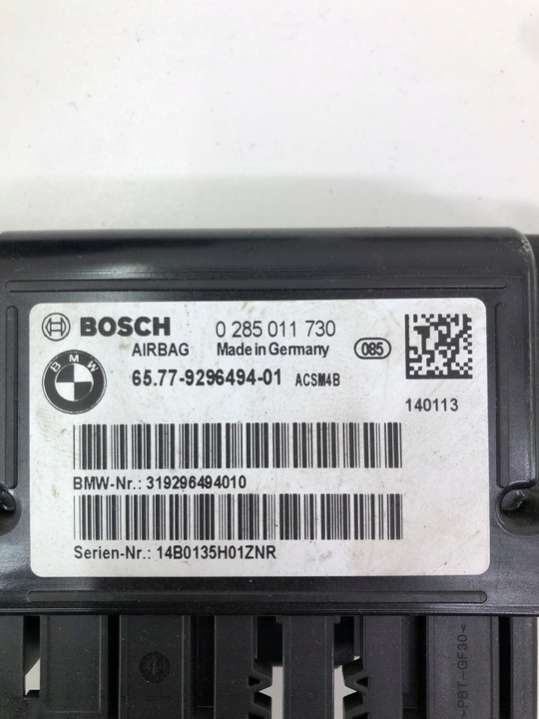 BOSCH 0 285 011 730
AIRBAG Made in Germany 085
BMW
65.77-9296494-01 ACSM4B
140113
BMW-Nr.: 319296494010
Serien-Nr.: 14B0135H01ZNR
-PBT-GF30<